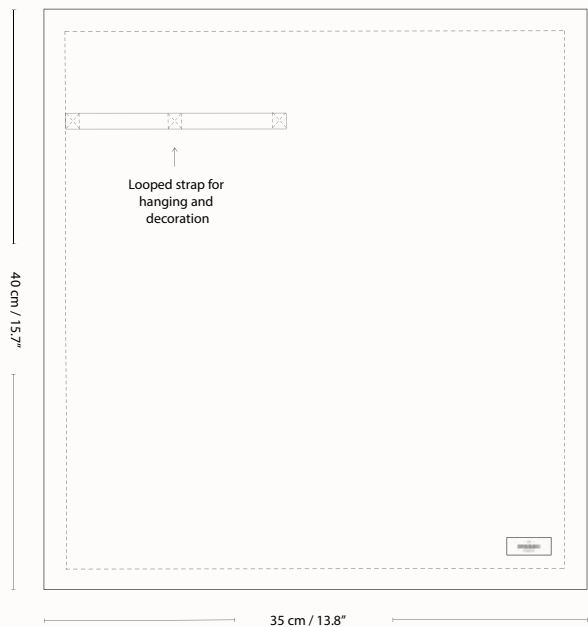 Looped strap for
hanging and
decoration
40 cm / 15.7"
35 cm / 13.8"